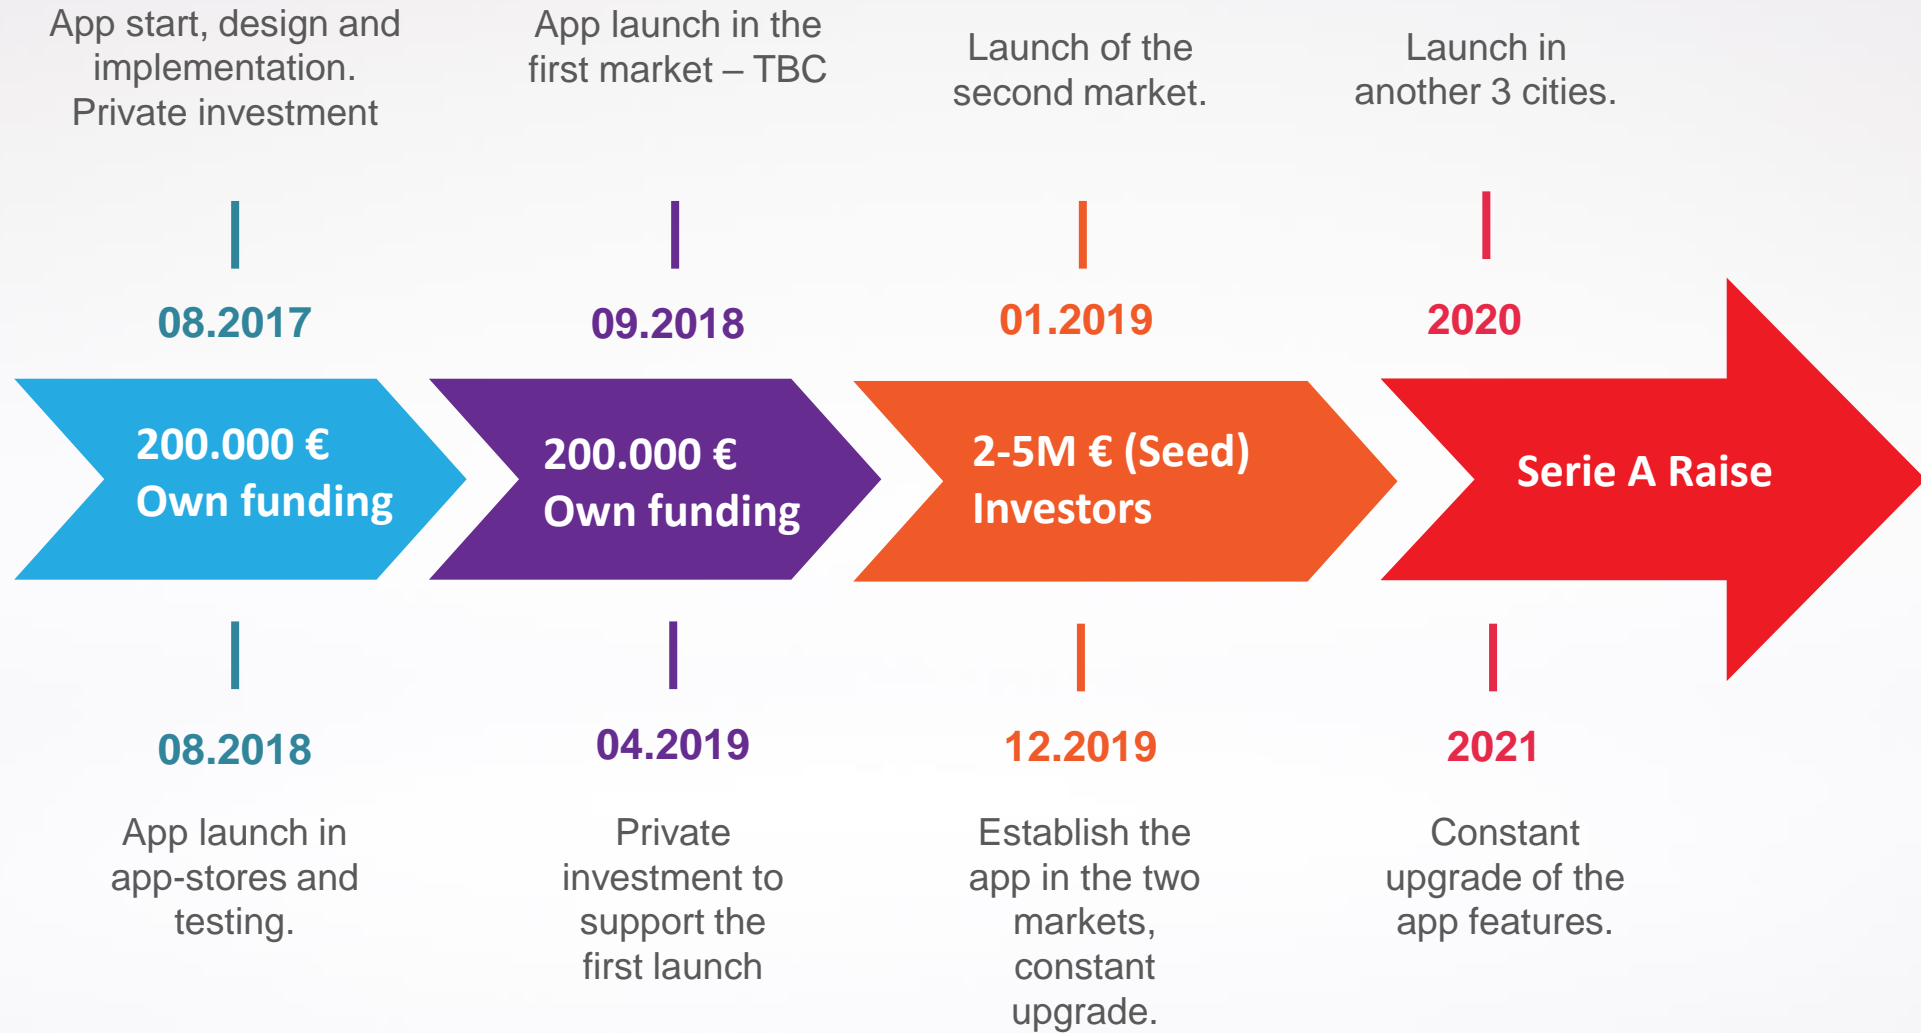 App start, design and
implementation.
Private investment
App launch in the
first market – TBC
Launch of the
second market.
Launch in
another 3 cities.
08.2017
09.2018
01.2019
2020
200.000 €
Own funding
200.000 €
Own funding
2-5M € (Seed)
Investors
Serie A Raise
08.2018
04.2019
12.2019
2021
App launch in
app-stores and
testing.
Private
investment to
support the
first launch
Establish the
app in the two
markets,
constant
upgrade.
Constant
upgrade of the
app features.